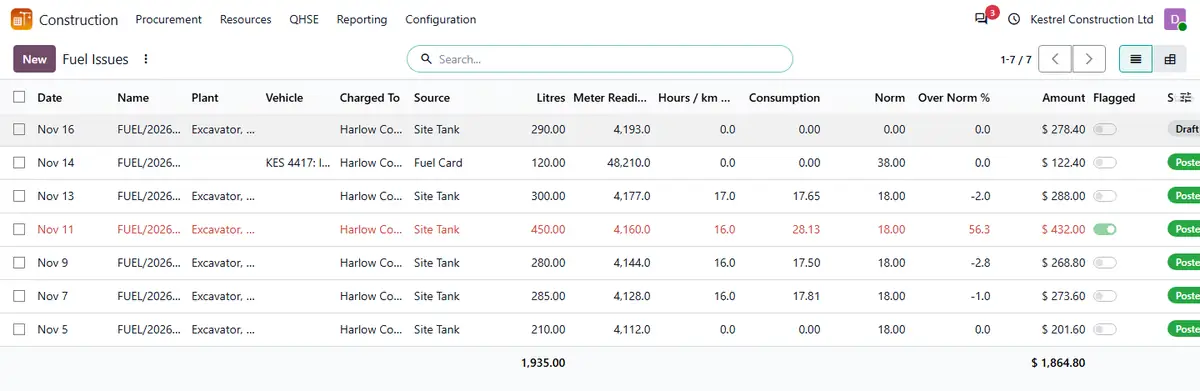 Construction Procurement Resources QHSE Reporting Configuration 3 Kestrel Construction Ltd D
New Fuel Issues Search... 1-7 / 7
Date Name Plant Vehicle Charged To Source Litres Meter Readi... Hours / km ... Consumption Norm Over Norm % Amount Flagged S
Nov 16 FUEL/2026... Excavator, ... Harlow Co... Site Tank 290.00 4,193.0 0.0 0.00 0.00 0.0 $ 278.40 Draft
Nov 14 FUEL/2026... KES 4417: I... Harlow Co... Fuel Card 120.00 48,210.0 0.0 0.00 38.00 0.0 $ 122.40 Poste
Nov 13 FUEL/2026... Excavator, ... Harlow Co... Site Tank 300.00 4,177.0 17.0 17.65 18.00 -2.0 $ 288.00 Poste
Nov 11 FUEL/2026... Excavator, ... Harlow Co... Site Tank 450.00 4,160.0 16.0 28.13 18.00 56.3 $ 432.00 Poste
Nov 9 FUEL/2026... Excavator, ... Harlow Co... Site Tank 280.00 4,144.0 16.0 17.50 18.00 -2.8 $ 268.80 Poste
Nov 7 FUEL/2026... Excavator, ... Harlow Co... Site Tank 285.00 4,128.0 16.0 17.81 18.00 -1.0 $ 273.60 Poste
Nov 5 FUEL/2026... Excavator, ... Harlow Co... Site Tank 210.00 4,112.0 0.0 0.00 18.00 0.0 $ 201.60 Poste
1,935.00 $ 1,864.80